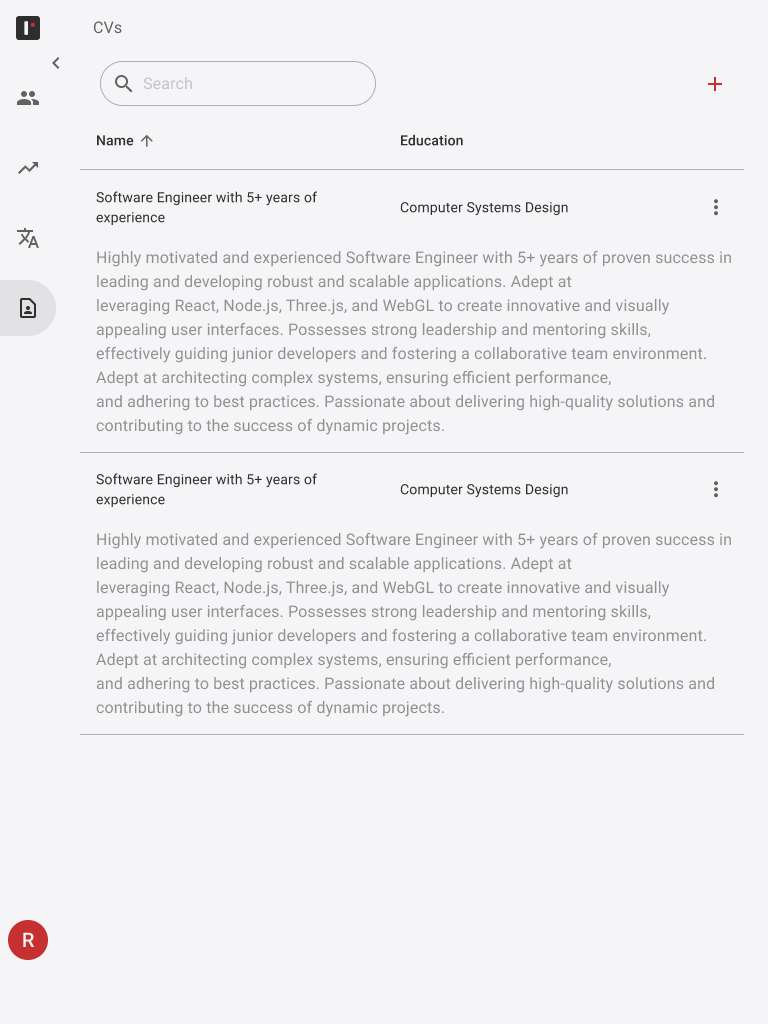 CVs
Search
Name
Education
Software Engineer with 5+ years of
experience
Computer Systems Design
Highly motivated and experienced Software Engineer with 5+ years of proven success in
leading and developing robust and scalable applications. Adept at
leveraging React, Node.js, Three.js, and WebGL to create innovative and visually
appealing user interfaces. Possesses strong leadership and mentoring skills,
effectively guiding junior developers and fostering a collaborative team environment.
Adept at architecting complex systems, ensuring efficient performance,
and adhering to best practices. Passionate about delivering high-quality solutions and
contributing to the success of dynamic projects.
Software Engineer with 5+ years of
experience
Computer Systems Design
Highly motivated and experienced Software Engineer with 5+ years of proven success in
leading and developing robust and scalable applications. Adept at
leveraging React, Node.js, Three.js, and WebGL to create innovative and visually
appealing user interfaces. Possesses strong leadership and mentoring skills,
effectively guiding junior developers and fostering a collaborative team environment.
Adept at architecting complex systems, ensuring efficient performance,
and adhering to best practices. Passionate about delivering high-quality solutions and
contributing to the success of dynamic projects.
R